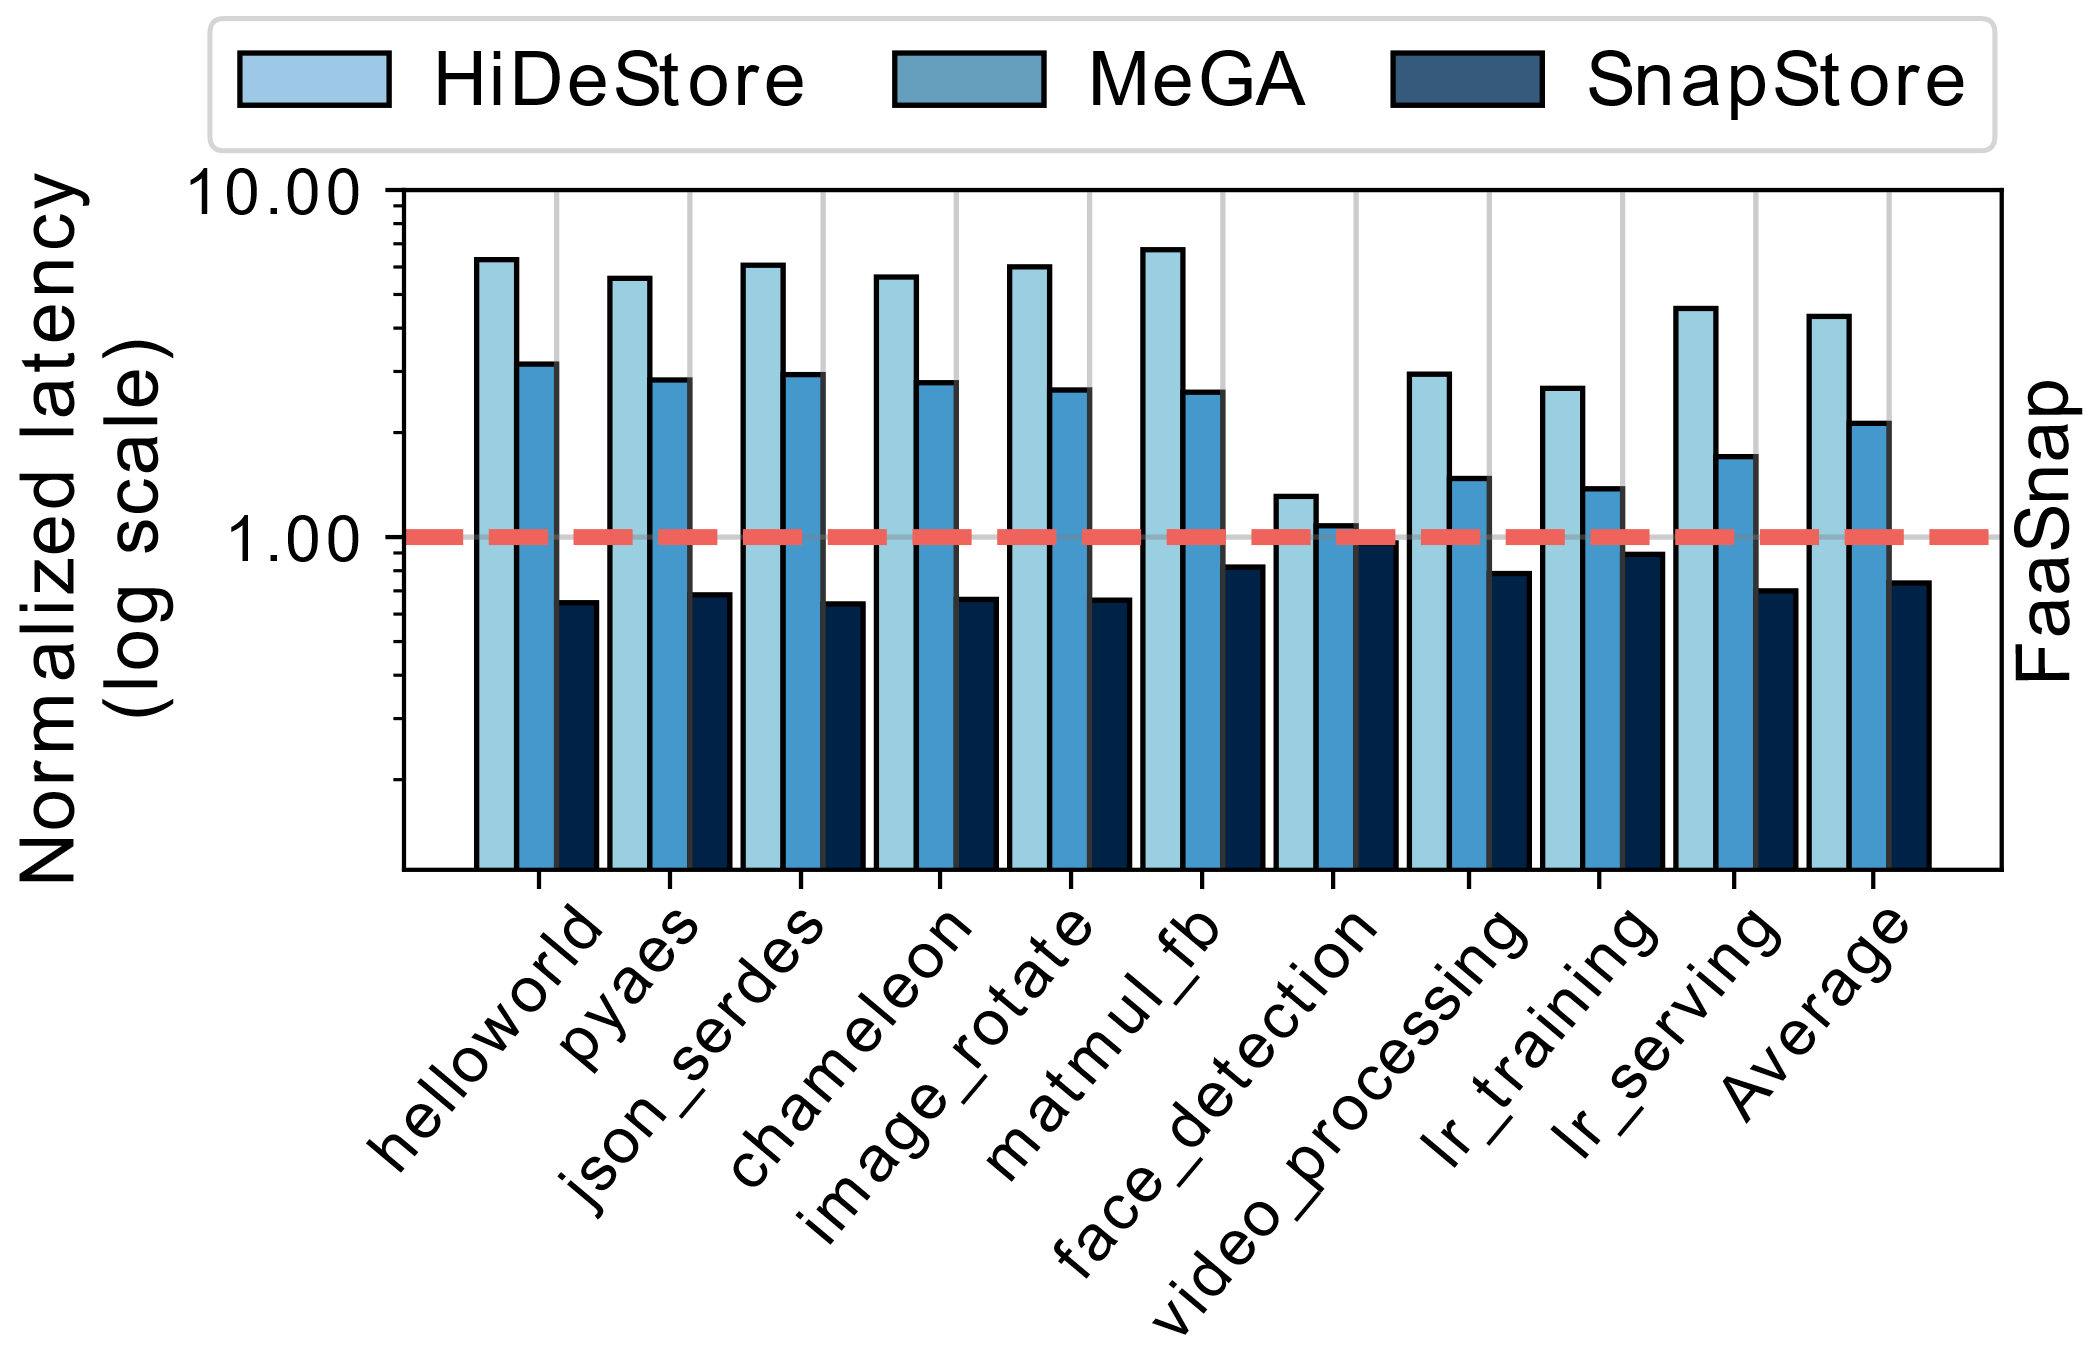 HiDeStore MeGA SnapStore
Normalized latency
(log scale)
10.00
1.00
FaaSnap
helloworld
pyaes
json_serdes
chameleon
image_rotate
matmul_fb
face_detection
video_processing
lr_training
lr_serving
Average